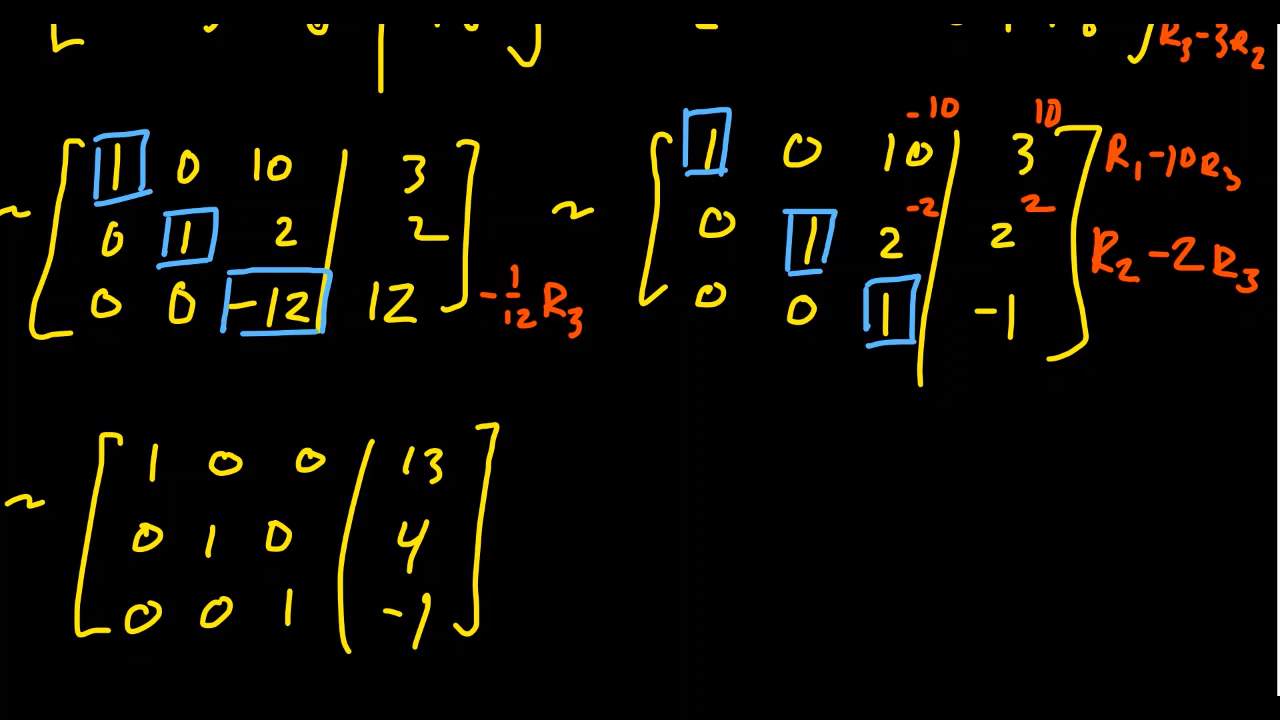 R3 - 3R2
-10 10
~ [ 1 0 10 | 3 ] ~ [ 1 0 10 | 3 ] R1 - 10R3
-2 2
0 1 2 | 2 0 1 2 | 2 R2 - 2R3
0 0 -12 | 12 -1/12 R3 0 0 1 | -1
~ [ 1 0 0 | 13 ]
0 1 0 | 4
0 0 1 | -1